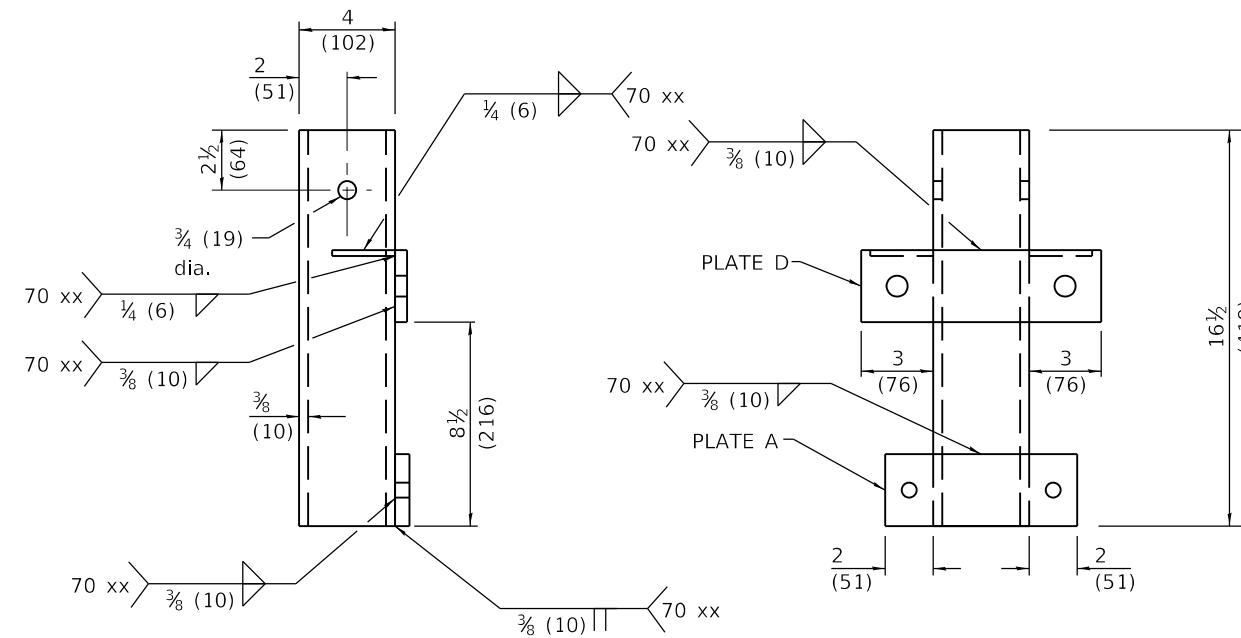 4
(102)
2
(51)
2½
(64)
¾ (19)
dia.
¼ (6)
70 xx
70 xx
¼ (6)
70 xx
⅜ (10)
⅜
(10)
8½
(216)
70 xx
⅜ (10)
⅜ (10)
70 xx
70 xx
⅜ (10)
PLATE D
3
(76)
3
(76)
16½
70 xx
⅜ (10)
PLATE A
2
(51)
2
(51)